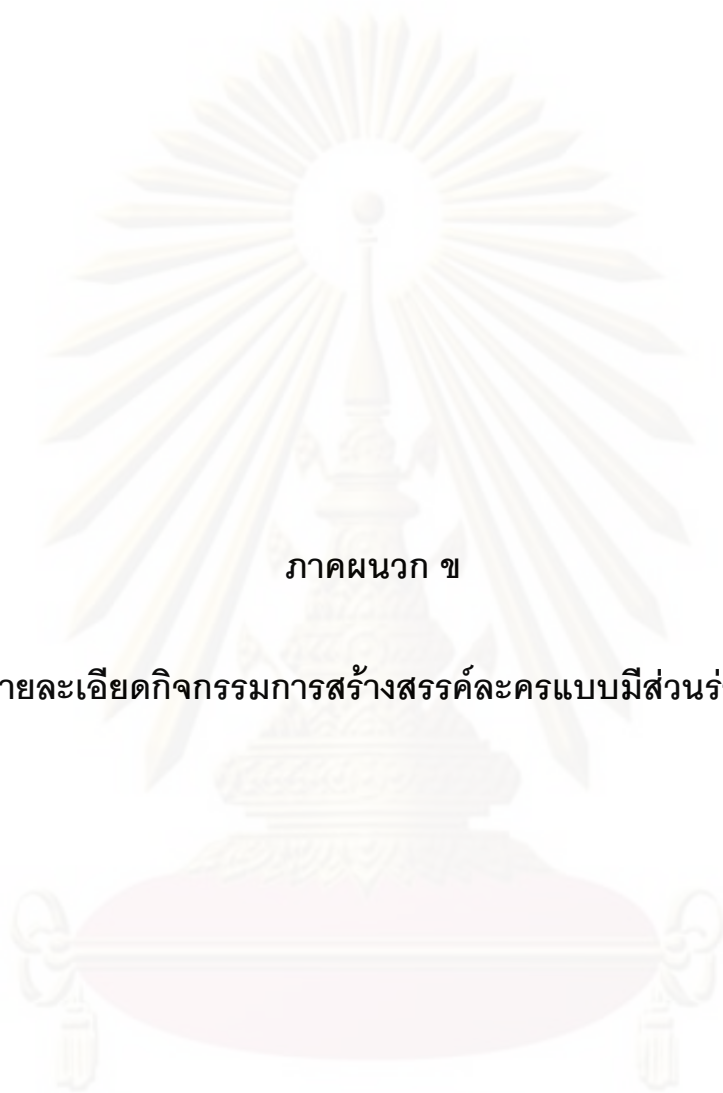 ภาคผนวก ข
ายละเอียดกิจกรรมการสร้างสรรค์ละครแบบมีส่วนร่